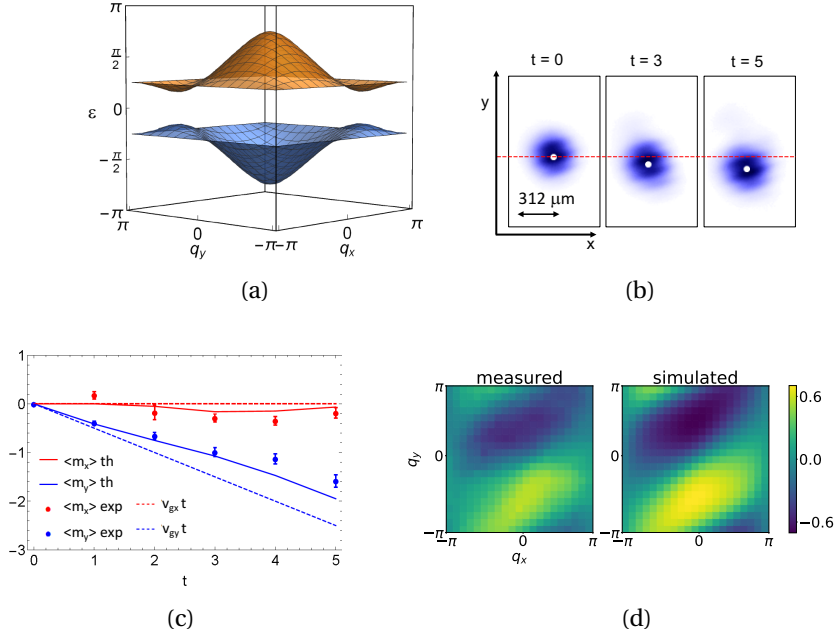 π
π/2
0
ε
-π/2
-π
π
0
q_y
-π
-π
0
q_x
π
(a)
t = 0
t = 3
t = 5
y
312 μm
x
(b)
1
0
-1
-2
-3
<m_x> th
<m_y> th
<m_x> exp
<m_y> exp
v_gx t
v_gy t
0
1
2
3
4
5
t
(c)
measured
simulated
π
π
q_y
0
0
-π
-π
-π
0
π
-π
0
π
q_x
0.6
0.0
-0.6
(d)